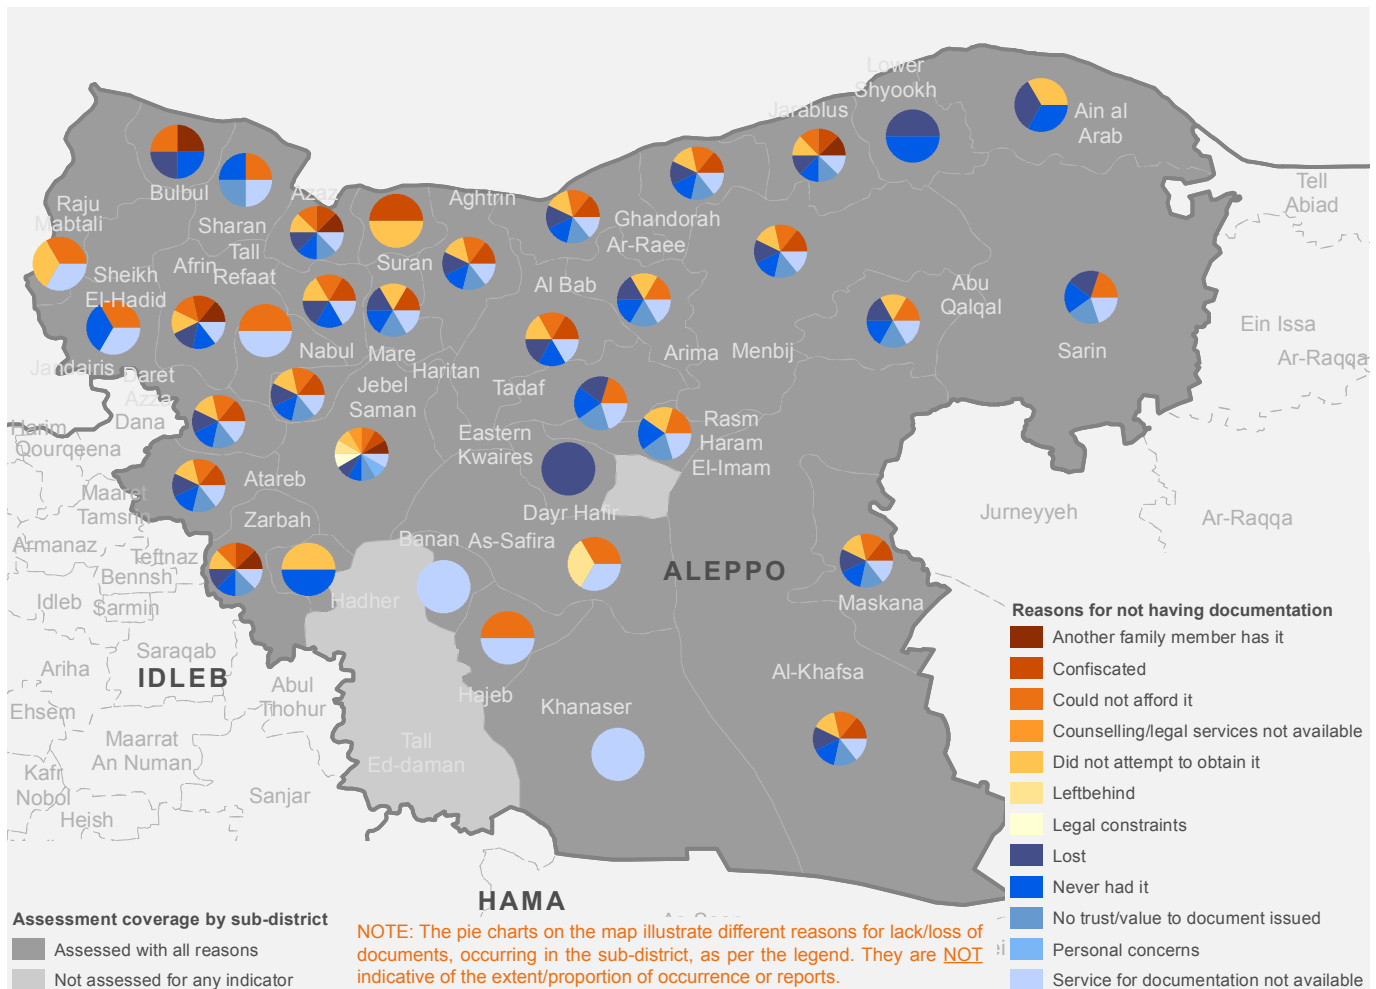 Lower
Shyookh
Jarablus
Ain al
Arab
Tell
Abiad
Bulbul
Raju
Mabtali
Sharan
Azaz
Aghtrin
Ghandorah
Ar-Raee
Tall
Refaat
Afrin
Suran
Sheikh
El-Hadid
Al Bab
Abu
Qalqal
Ein Issa
Ar-Raqqa
Sarin
Nabul
Mare
Haritan
Arima
Menbij
Jandairis
Daret
Azza
Jebel
Saman
Tadaf
Dana
Harim
Qourqeena
Rasm
Haram
El-Imam
Eastern
Kwaires
Atareb
Maaret
Tamsrin
Zarbah
Dayr Hafir
Jurneyyeh
Ar-Raqqa
Armanaz
Teftnaz
Bennsh
Banan
As-Safira
ALEPPO
Idleb
Sarmin
Hadher
Maskana
Saraqab
Ariha
IDLEB
Abul
Thohur
Hajeb
Khanaser
Al-Khafsa
Ehsem
Maarrat
An Numan
Tall
Ed-daman
Kafr
Nobol
Sanjar
Heish
HAMA
Reasons for not having documentation
Another family member has it
Confiscated
Could not afford it
Counselling/legal services not available
Did not attempt to obtain it
Leftbehind
Legal constraints
Lost
Never had it
No trust/value to document issued
Personal concerns
Service for documentation not available
Assessment coverage by sub-district
Assessed with all reasons
Not assessed for any indicator
NOTE: The pie charts on the map illustrate different reasons for lack/loss of
documents, occurring in the sub-district, as per the legend. They are NOT
indicative of the extent/proportion of occurrence or reports.